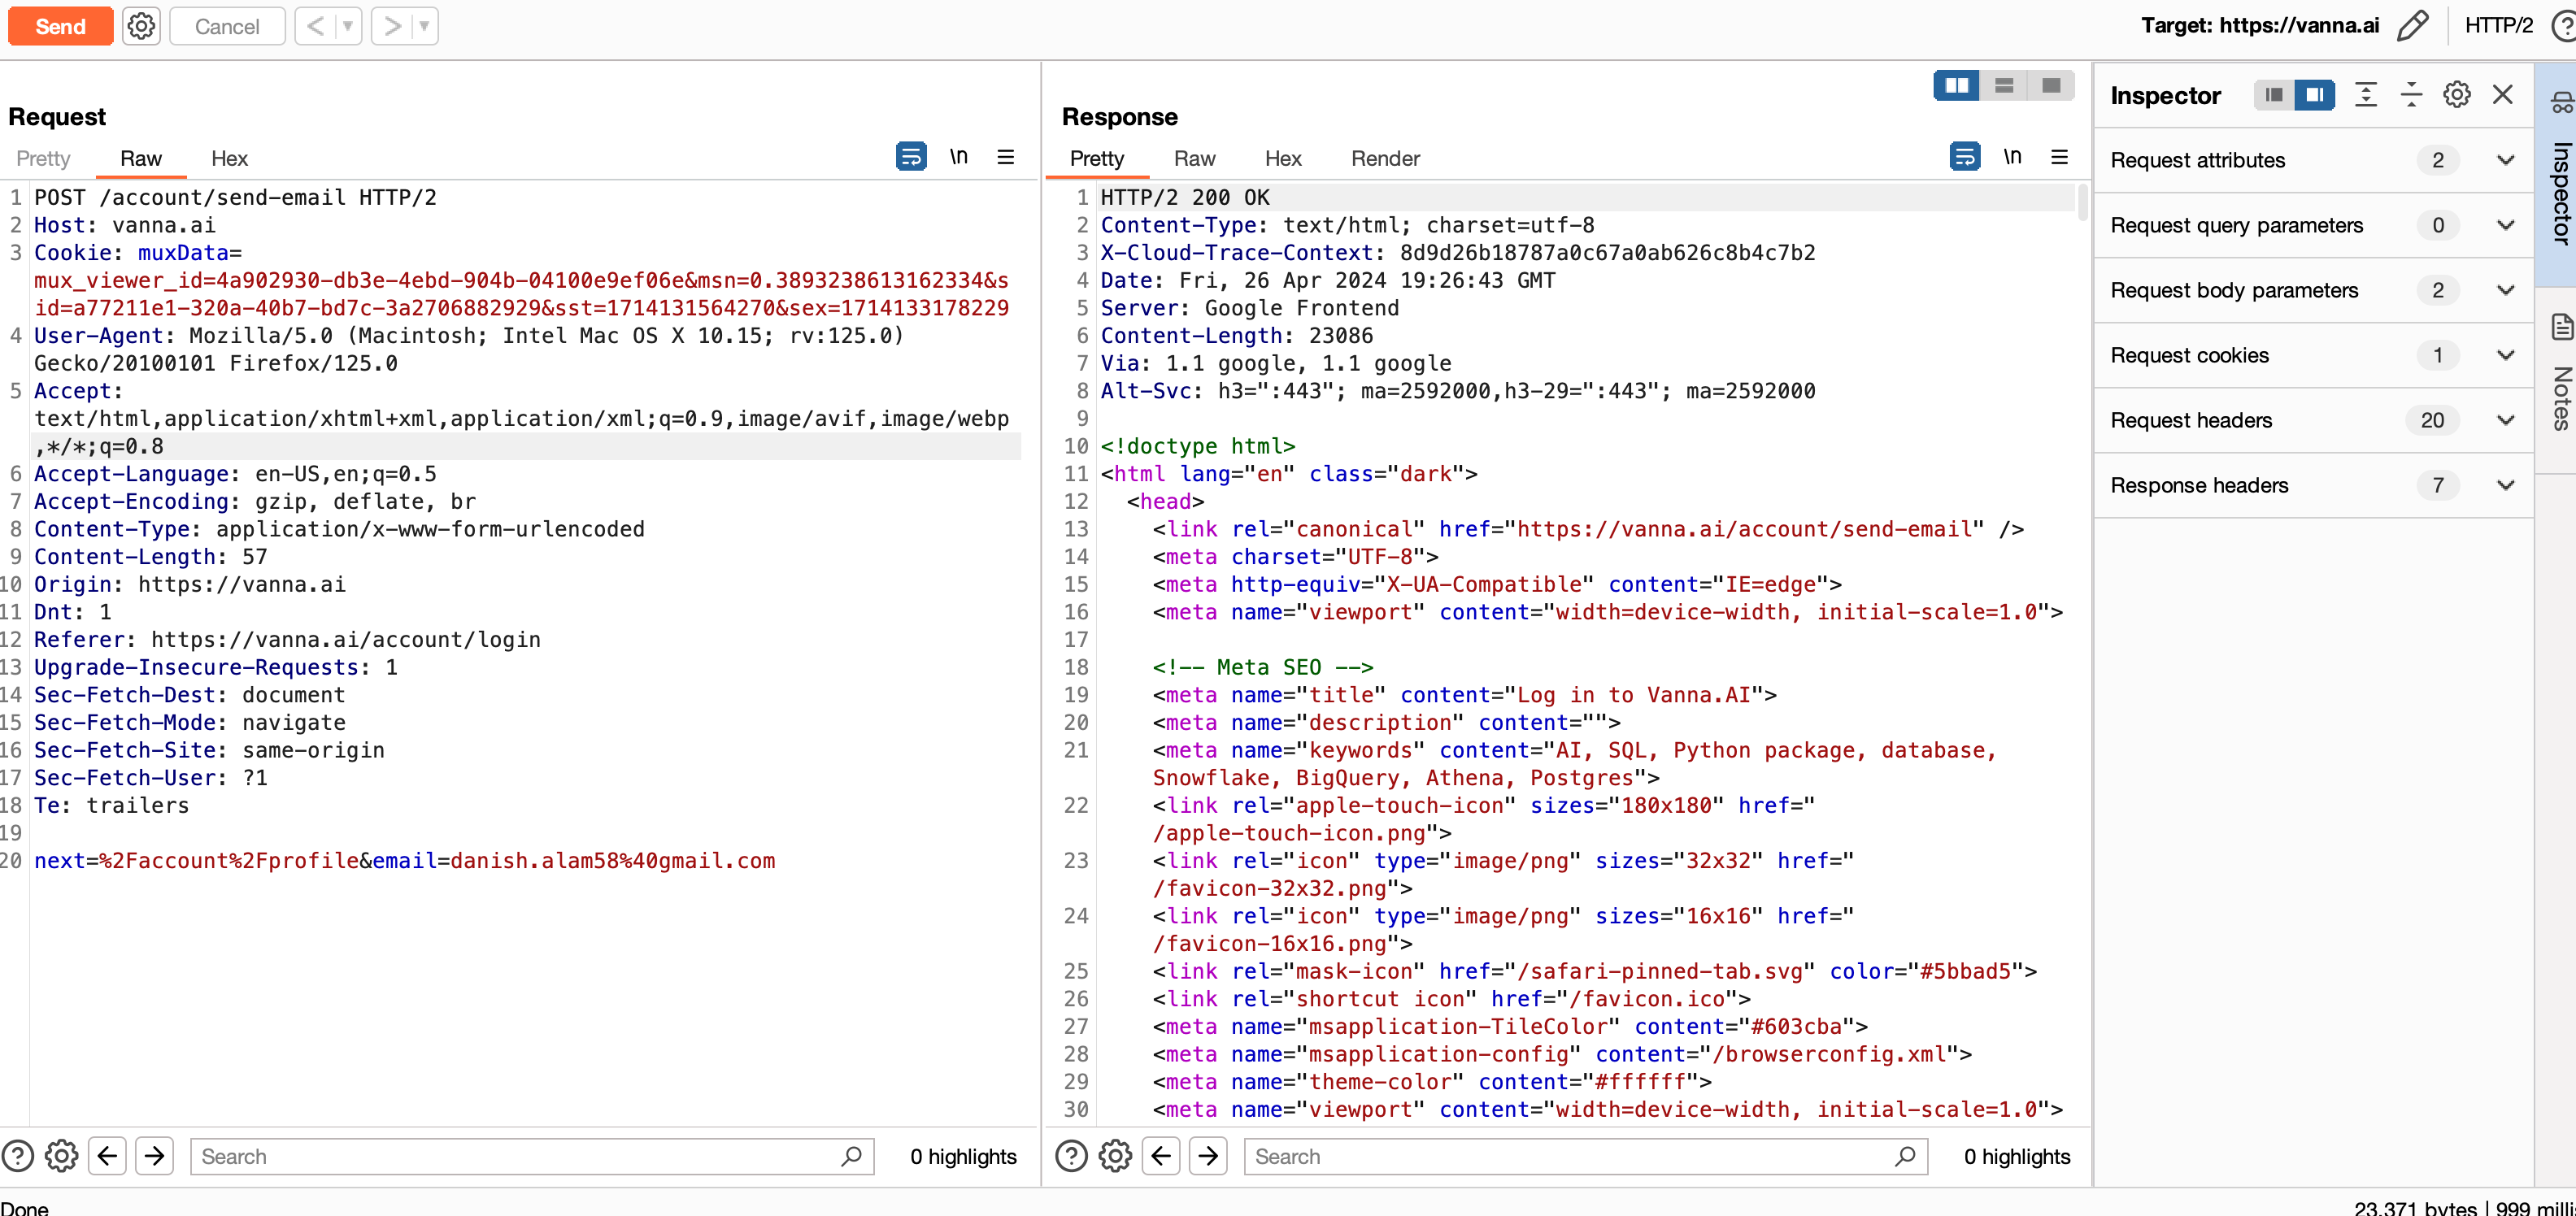 Send
Cancel
Target: https://vanna.ai
HTTP/2
Request
Pretty Raw Hex
\n
1 POST /account/send-email HTTP/2
2 Host: vanna.ai
3 Cookie: muxData=
mux_viewer_id=4a902930-db3e-4ebd-904b-04100e9ef06e&msn=0.3893238613162334&s
id=a77211e1-320a-40b7-bd7c-3a2706882929&sst=1714131564270&sex=1714133178229
4 User-Agent: Mozilla/5.0 (Macintosh; Intel Mac OS X 10.15; rv:125.0)
Gecko/20100101 Firefox/125.0
5 Accept:
text/html,application/xhtml+xml,application/xml;q=0.9,image/avif,image/webp
,*/*;q=0.8
6 Accept-Language: en-US,en;q=0.5
7 Accept-Encoding: gzip, deflate, br
8 Content-Type: application/x-www-form-urlencoded
9 Content-Length: 57
10 Origin: https://vanna.ai
11 Dnt: 1
12 Referer: https://vanna.ai/account/login
13 Upgrade-Insecure-Requests: 1
14 Sec-Fetch-Dest: document
15 Sec-Fetch-Mode: navigate
16 Sec-Fetch-Site: same-origin
17 Sec-Fetch-User: ?1
18 Te: trailers
19
20 next=%2Faccount%2Fprofile&email=danish.alam58%40gmail.com
Search
0 highlights
Response
Pretty Raw Hex Render
\n
1 HTTP/2 200 OK
2 Content-Type: text/html; charset=utf-8
3 X-Cloud-Trace-Context: 8d9d26b18787a0c67a0ab626c8b4c7b2
4 Date: Fri, 26 Apr 2024 19:26:43 GMT
5 Server: Google Frontend
6 Content-Length: 23086
7 Via: 1.1 google, 1.1 google
8 Alt-Svc: h3=":443"; ma=2592000,h3-29=":443"; ma=2592000
9
10 <!doctype html>
11 <html lang="en" class="dark">
12 <head>
13 <link rel="canonical" href="https://vanna.ai/account/send-email" />
14 <meta charset="UTF-8">
15 <meta http-equiv="X-UA-Compatible" content="IE=edge">
16 <meta name="viewport" content="width=device-width, initial-scale=1.0">
17
18 <!-- Meta SEO -->
19 <meta name="title" content="Log in to Vanna.AI">
20 <meta name="description" content="">
21 <meta name="keywords" content="AI, SQL, Python package, database,
Snowflake, BigQuery, Athena, Postgres">
22 <link rel="apple-touch-icon" sizes="180x180" href="
/apple-touch-icon.png">
23 <link rel="icon" type="image/png" sizes="32x32" href="
/favicon-32x32.png">
24 <link rel="icon" type="image/png" sizes="16x16" href="
/favicon-16x16.png">
25 <link rel="mask-icon" href="/safari-pinned-tab.svg" color="#5bbad5">
26 <link rel="shortcut icon" href="/favicon.ico">
27 <meta name="msapplication-TileColor" content="#603cba">
28 <meta name="msapplication-config" content="/browserconfig.xml">
29 <meta name="theme-color" content="#ffffff">
30 <meta name="viewport" content="width=device-width, initial-scale=1.0">
Search
0 highlights
Inspector
Request attributes 2
Request query parameters 0
Request body parameters 2
Request cookies 1
Request headers 20
Response headers 7
Inspector
Notes
Done
23,371 bytes | 999